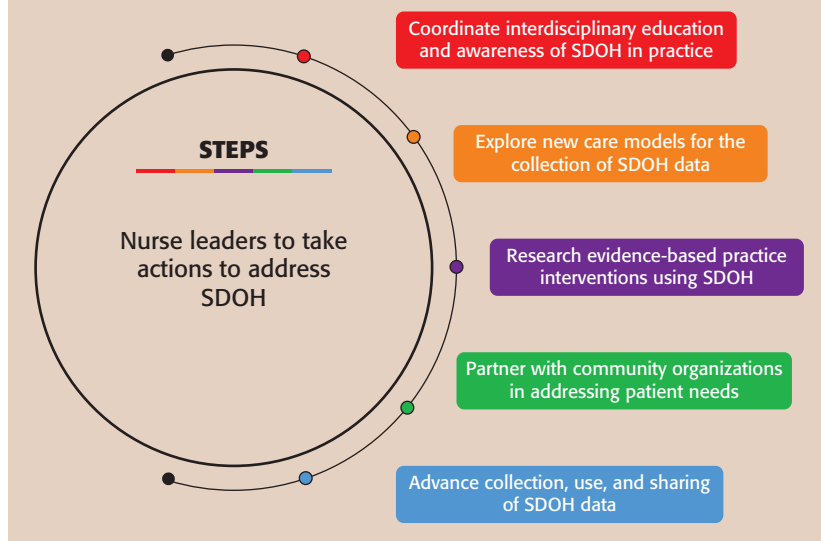 STEPS
Nurse leaders to take
actions to address
SDOH
Coordinate interdisciplinary education
and awareness of SDOH in practice
Explore new care models for the
collection of SDOH data
Research evidence-based practice
interventions using SDOH
Partner with community organizations
in addressing patient needs
Advance collection, use, and sharing
of SDOH data